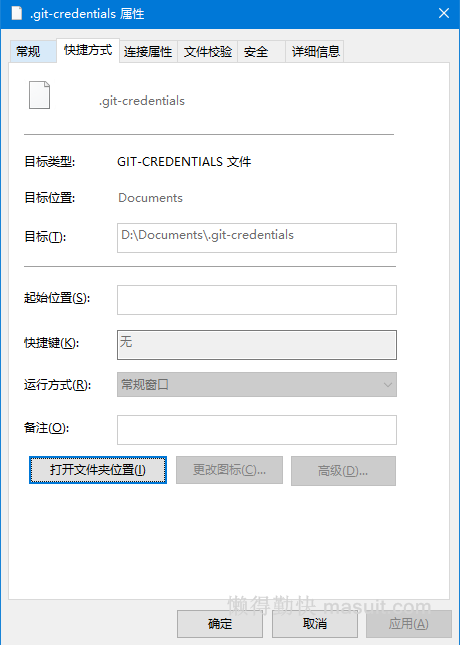 .git-credentials 属性
常规 快捷方式 连接属性 文件校验 安全 详细信息
.git-credentials
目标类型: GIT-CREDENTIALS 文件
目标位置: Documents
目标(T): D:\Documents\.git-credentials
起始位置(S):
快捷键(K): 无
运行方式(R): 常规窗口
备注(O):
打开文件夹位置(I) 更改图标(C)... 高级(D)...
懒得勤快 masuit.com
确定 取消 应用(A)